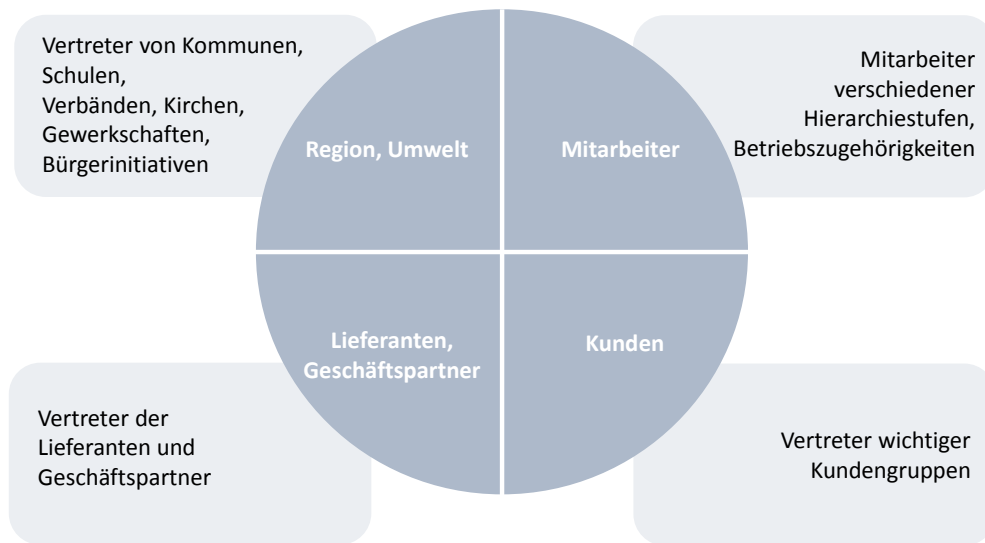 Vertreter von Kommunen,
Schulen,
Verbänden, Kirchen,
Gewerkschaften,
Bürgerinitiativen
Region, Umwelt
Mitarbeiter
Mitarbeiter
verschiedener
Hierarchiestufen,
Betriebszugehörigkeiten
Lieferanten,
Geschäftspartner
Kunden
Vertreter der
Lieferanten und
Geschäftspartner
Vertreter wichtiger
Kundengruppen